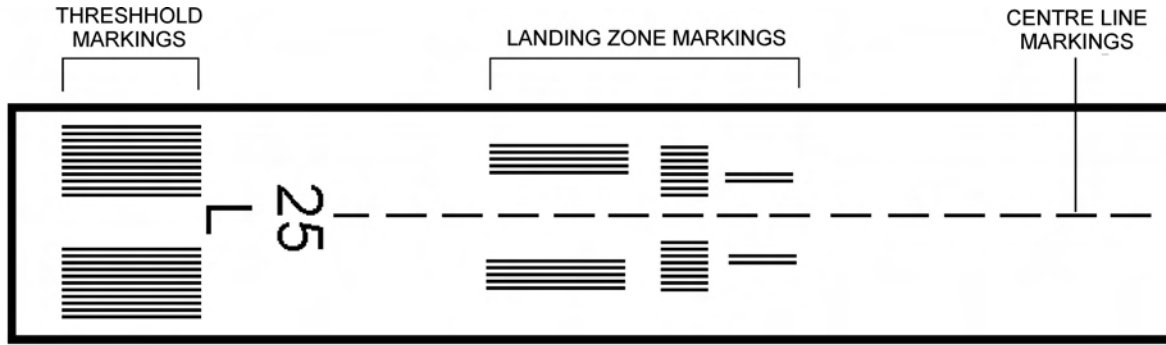 THRESHHOLD
MARKINGS
LANDING ZONE MARKINGS
CENTRE LINE
MARKINGS
L
25